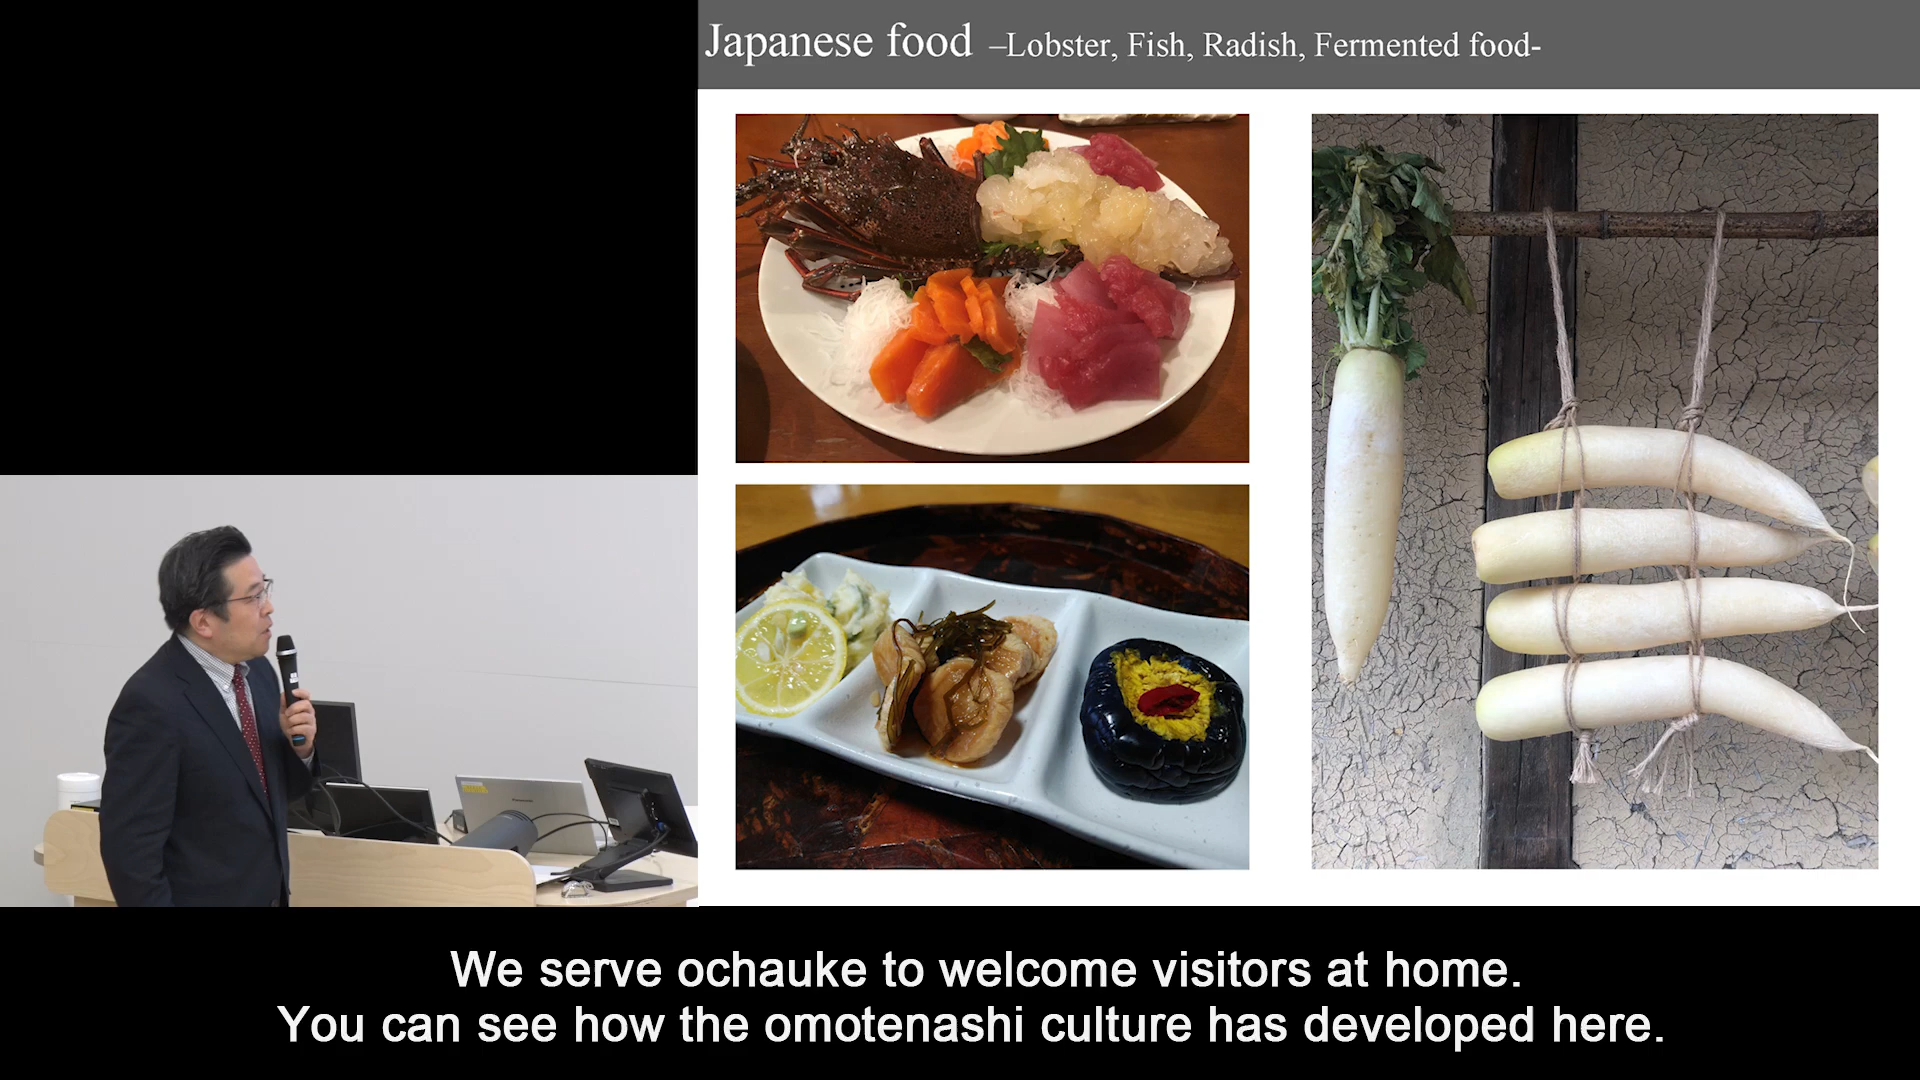 Japanese food –Lobster, Fish, Radish, Fermented food-
We serve ochauke to welcome visitors at home.
You can see how the omotenashi culture has developed here.